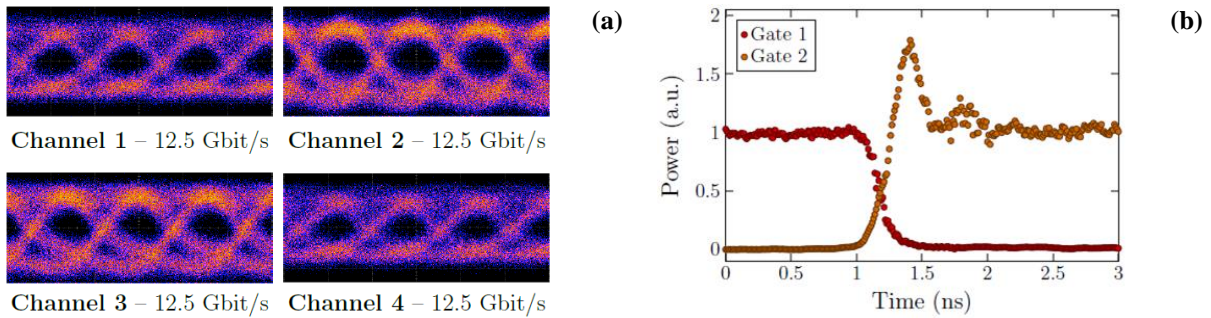 (a)
Channel 1 – 12.5 Gbit/s
Channel 2 – 12.5 Gbit/s
Channel 3 – 12.5 Gbit/s
Channel 4 – 12.5 Gbit/s
(b)
Gate 1
Gate 2
2
1.5
1
0.5
0
Power (a.u.)
0 0.5 1 1.5 2 2.5 3
Time (ns)